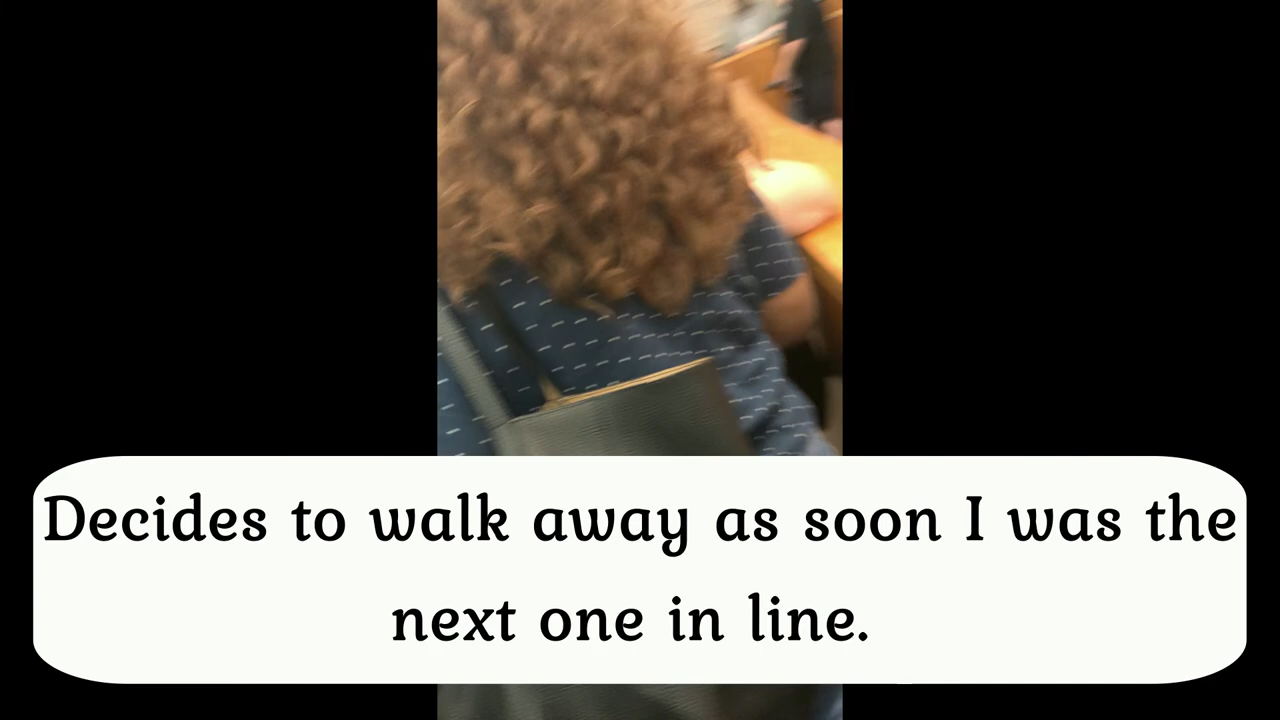 Decides to walk away as soon I was the
next one in line.